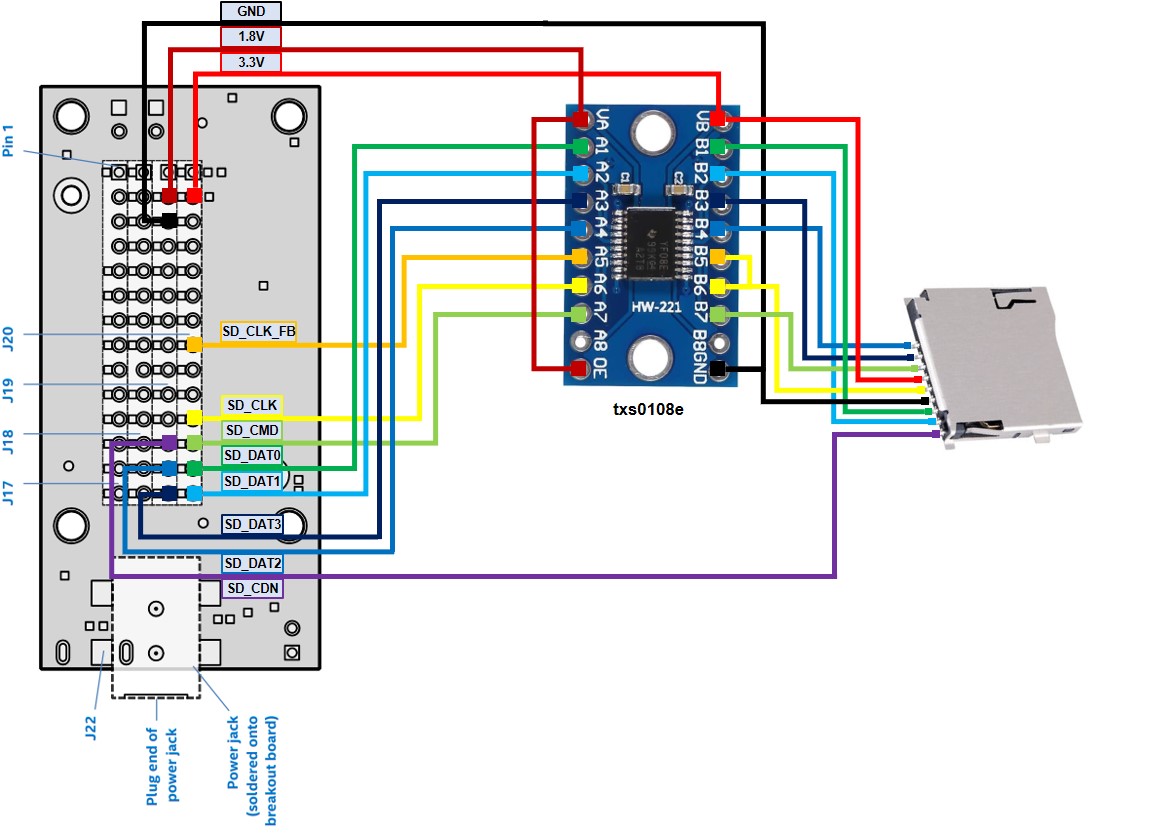 GND
1.8V
3.3V
Pin 1
J20
J19
J18
J17
SD_CLK_FB
SD_CLK
SD_CMD
SD_DAT0
SD_DAT1
SD_DAT3
SD_DAT2
SD_CDN
J22
Plug end of
power jack
Power jack
(soldered onto
breakout board)
VA
A1
A2
A3
A4
A5
A6
A7
A8
OE
VB
B1
B2
B3
B4
B5
B6
B7
B8
GND
C1
C2
YF08E
HW-221
txs0108e